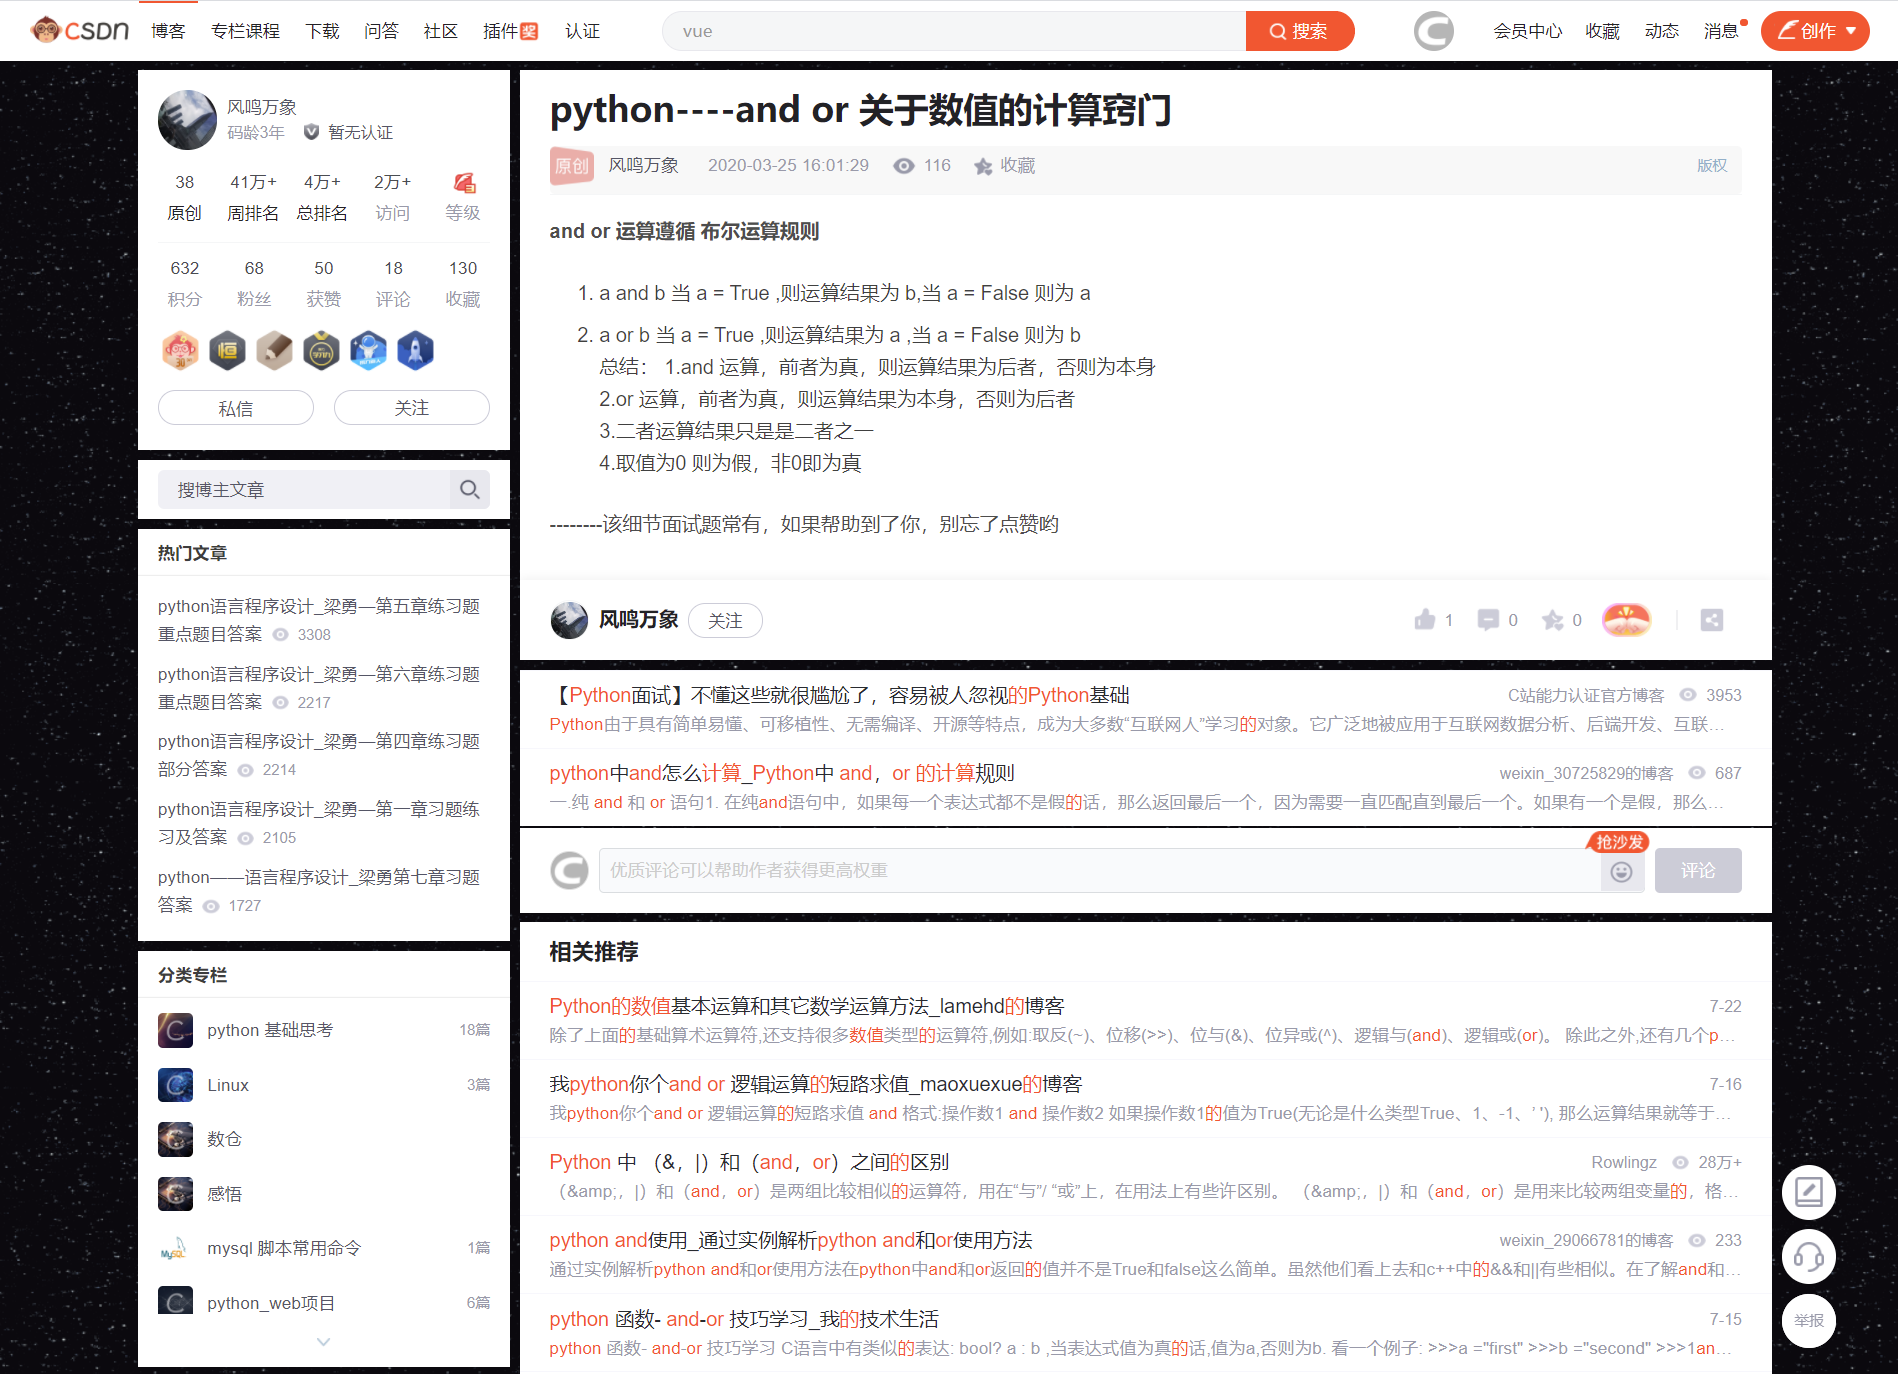 CSDN 博客 专栏课程 下载 问答 社区 插件 奖 认证 vue 搜索 会员中心 收藏 动态 消息 创作
风鸣万象
码龄3年 暂无认证
38 41万+ 4万+ 2万+
原创 周排名 总排名 访问 等级
632 68 50 18 130
积分 粉丝 获赞 评论 收藏
私信 关注
搜博主文章
热门文章
python语言程序设计_梁勇—第五章练习题
重点题目答案 3308
python语言程序设计_梁勇—第六章练习题
重点题目答案 2217
python语言程序设计_梁勇—第四章练习题
部分答案 2214
python语言程序设计_梁勇—第一章习题练
习及答案 2105
python——语言程序设计_梁勇第七章习题
答案 1727
分类专栏
python 基础思考 18篇
Linux 3篇
数仓
感悟
MySQL mysql 脚本常用命令 1篇
python_web项目 6篇
python----and or 关于数值的计算窍门
原创 风鸣万象 2020-03-25 16:01:29 116 收藏 版权
and or 运算遵循 布尔运算规则
1. a and b 当 a = True ,则运算结果为 b,当 a = False 则为 a
2. a or b 当 a = True ,则运算结果为 a ,当 a = False 则为 b
总结： 1.and 运算，前者为真，则运算结果为后者，否则为本身
2.or 运算，前者为真，则运算结果为本身，否则为后者
3.二者运算结果只是是二者之一
4.取值为0 则为假，非0即为真
--------该细节面试题常有，如果帮助到了你，别忘了点赞哟
风鸣万象 关注 1 0 0
【Python面试】不懂这些就很尴尬了，容易被人忽视的Python基础 C站能力认证官方博客 3953
Python由于具有简单易懂、可移植性、无需编译、开源等特点，成为大多数“互联网人”学习的对象。它广泛地被应用于互联网数据分析、后端开发、互联...
python中and怎么计算_Python中 and，or 的计算规则 weixin_30725829的博客 687
一.纯 and 和 or 语句1. 在纯and语句中，如果每一个表达式都不是假的话，那么返回最后一个，因为需要一直匹配直到最后一个。如果有一个是假，那么...
抢沙发
优质评论可以帮助作者获得更高权重 评论
相关推荐
Python的数值基本运算和其它数学运算方法_lamehd的博客 7-22
除了上面的基础算术运算符,还支持很多数值类型的运算符,例如:取反(~)、位移(>>)、位与(&)、位异或(^)、逻辑与(and)、逻辑或(or)。 除此之外,还有几个p...
我python你个and or 逻辑运算的短路求值_maoxuexue的博客 7-16
我python你个and or 逻辑运算的短路求值 and 格式:操作数1 and 操作数2 如果操作数1的值为True(无论是什么类型True、1、-1、’ ’), 那么运算结果就等于...
Python 中 （&，|）和（and，or）之间的区别 Rowlingz 28万+
（&amp;，|）和（and，or）是两组比较相似的运算符，用在“与”/ “或”上，在用法上有些许区别。 （&amp;，|）和（and，or）是用来比较两组变量的，格...
python and使用_通过实例解析python and和or使用方法 weixin_29066781的博客 233
通过实例解析python and和or使用方法在python中and和or返回的值并不是True和false这么简单。虽然他们看上去和c++中的&&和||有些相似。在了解and和...
python 函数- and-or 技巧学习_我的技术生活 7-15
python 函数- and-or 技巧学习 C语言中有类似的表达: bool? a : b ,当表达式值为真的话,值为a,否则为b. 看一个例子: >>>a ="first" >>>b ="second" >>>1an...
举报